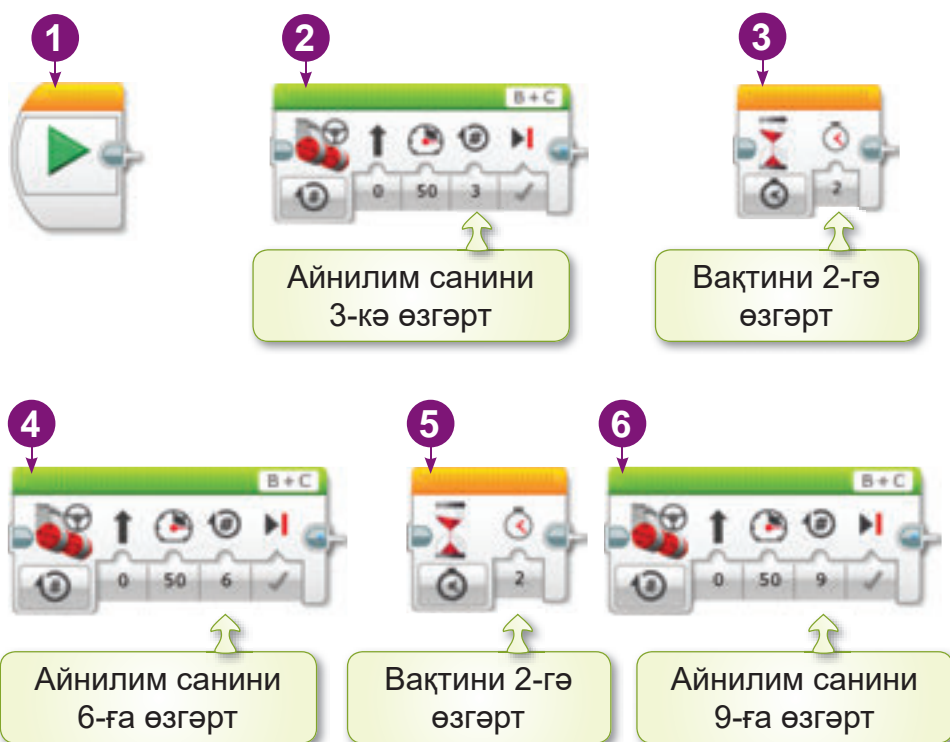 1
2
3
B + C
0 50 3
2
Айнилим санини
3-кә өзгәрт
Вақтини 2-гә
өзгәрт
4
5
6
B + C
0 50 6
2
B + C
0 50 9
Айнилим санини
6-ға өзгәрт
Вақтини 2-гә
өзгәрт
Айнилим санини
9-ға өзгәрт